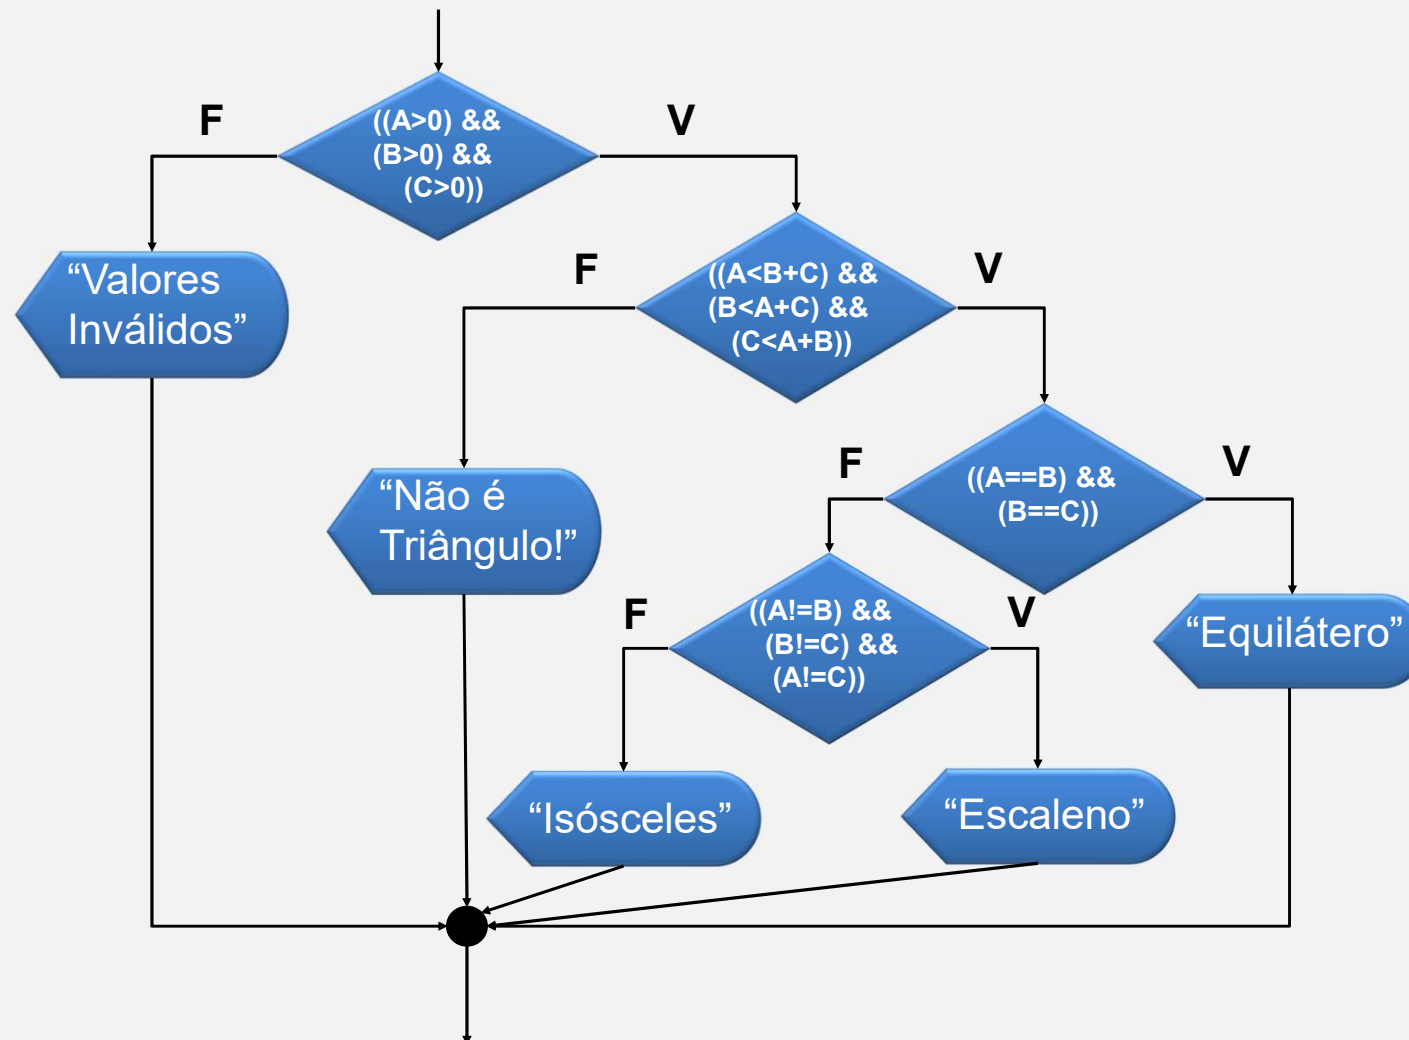 F
V
((A>0) &&
(B>0) &&
(C>0))
“Valores
Inválidos”
F
V
((A<B+C) &&
(B<A+C) &&
(C<A+B))
“Não é
Triângulo!”
F
V
((A==B) &&
(B==C))
F
V
((A!=B) &&
(B!=C) &&
(A!=C))
“Equilátero”
“Isósceles”
“Escaleno”